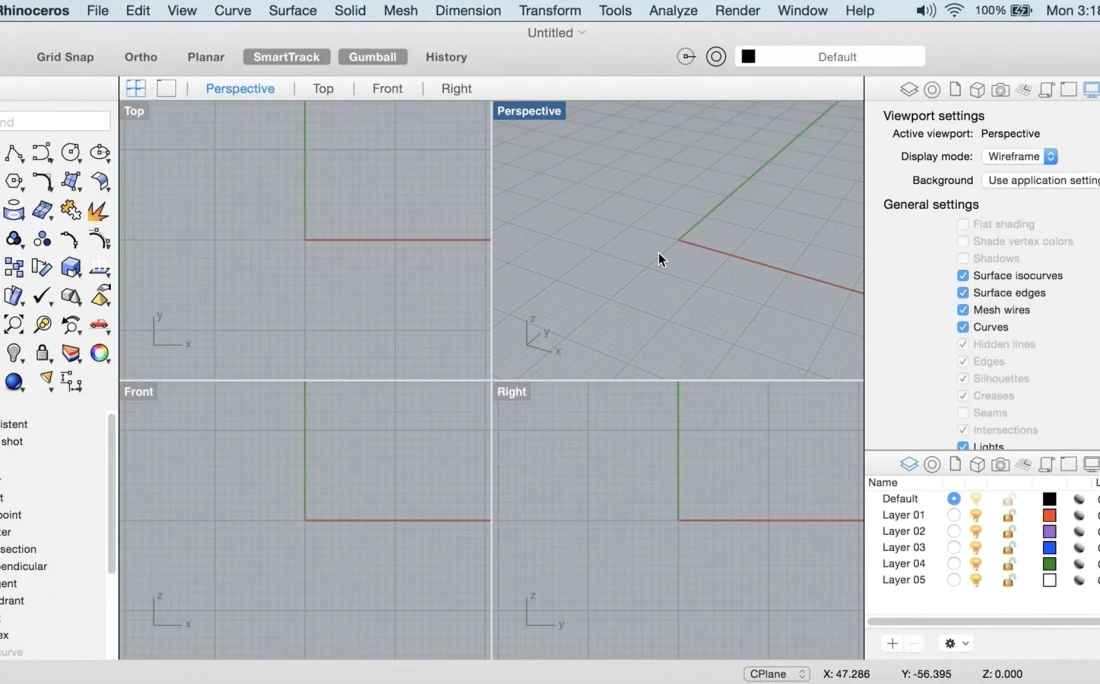 Rhinoceros File Edit View Curve Surface Solid Mesh Dimension Transform Tools Analyze Render Window Help 100% Mon 3:18
Untitled
Grid Snap Ortho Planar SmartTrack Gumball History Default
Perspective Top Front Right
Top
Perspective
Viewport settings
Active viewport: Perspective
Display mode: Wireframe
Background Use application setting
General settings
Flat shading
Shade vertex colors
Shadows
Surface isocurves
Surface edges
Mesh wires
Curves
Hidden lines
Edges
Silhouettes
Creases
Seams
Intersections
Lights
nd
y
x
z
y
x
Front
Right
istent
shot
t
point
ter
section
pendicular
gent
drant
t
ex
urve
z
x
z
y
Name L
Default
Layer 01
Layer 02
Layer 03
Layer 04
Layer 05
CPlane X: 47.286 Y: -56.395 Z: 0.000